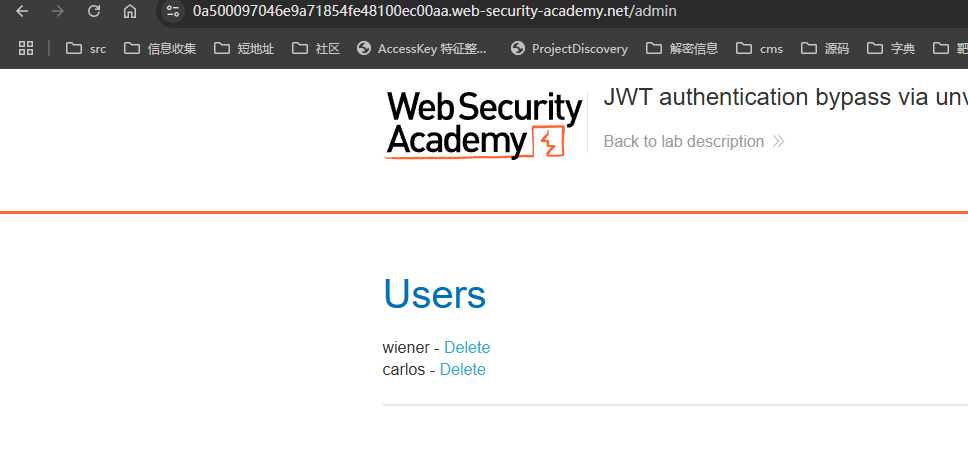 0a500097046e9a71854fe48100ec00aa.web-security-academy.net/admin
src 信息收集 短地址 社区 AccessKey 特征整... ProjectDiscovery 解密信息 cms 源码 字典 靶
WebSecurity
Academy
JWT authentication bypass via unv
Back to lab description
Users
wiener - Delete
carlos - Delete